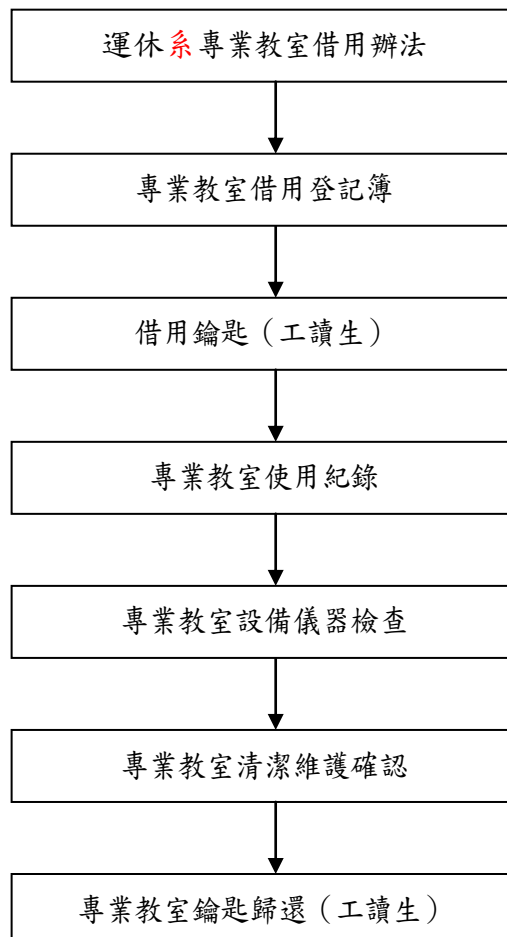 運休系專業教室借用辦法
專業教室借用登記簿
借用鑰匙（工讀生）
專業教室使用紀錄
專業教室設備儀器檢查
專業教室清潔維護確認
專業教室鑰匙歸還（工讀生）